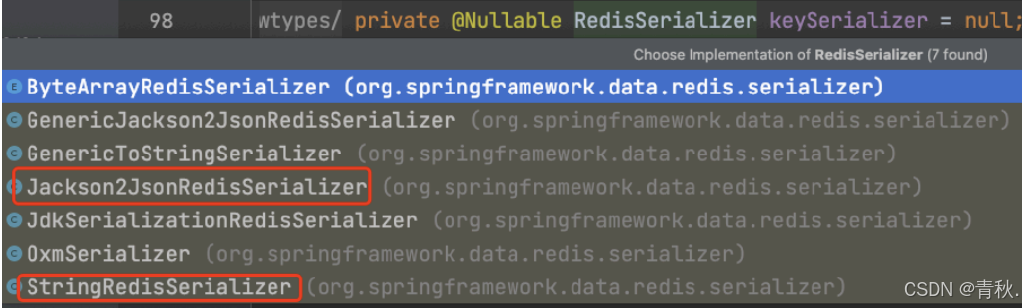 98 wtypes/ private @Nullable RedisSerializer keySerializer = null;
Choose Implementation of RedisSerializer (7 found)
ByteArrayRedisSerializer (org.springframework.data.redis.serializer)
GenericJackson2JsonRedisSerializer (org.springframework.data.redis.serializer)
GenericToStringSerializer (org.springframework.data.redis.serializer)
Jackson2JsonRedisSerializer (org.springframework.data.redis.serializer)
JdkSerializationRedisSerializer (org.springframework.data.redis.serializer)
OxmSerializer (org.springframework.data.redis.serializer)
StringRedisSerializer (org.springframework.data.redis.serializer)
CSDN @青秋.